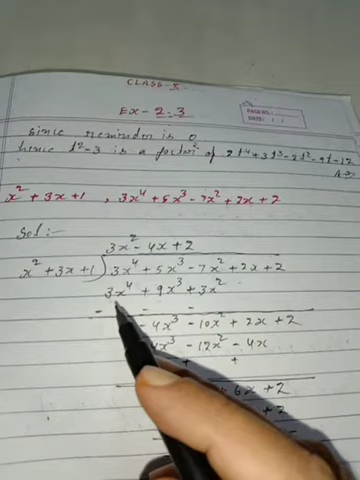 CLASS-X
Ex-2.3
PAGE NO.:
DATE: / /
Since reminder is 0
hence t²-3 is a factor of 2t⁴+3t³-2t²-9t-12
x²+3x+1, 3x⁴+5x³-7x²+2x+2
Sol:
3x²-4x+2
x²+3x+1) 3x⁴+5x³-7x²+2x+2
3x⁴+9x³+3x²
- - -
-4x³-10x²+2x+2
4x³-12x²-4x
+ +
6x+2
+2